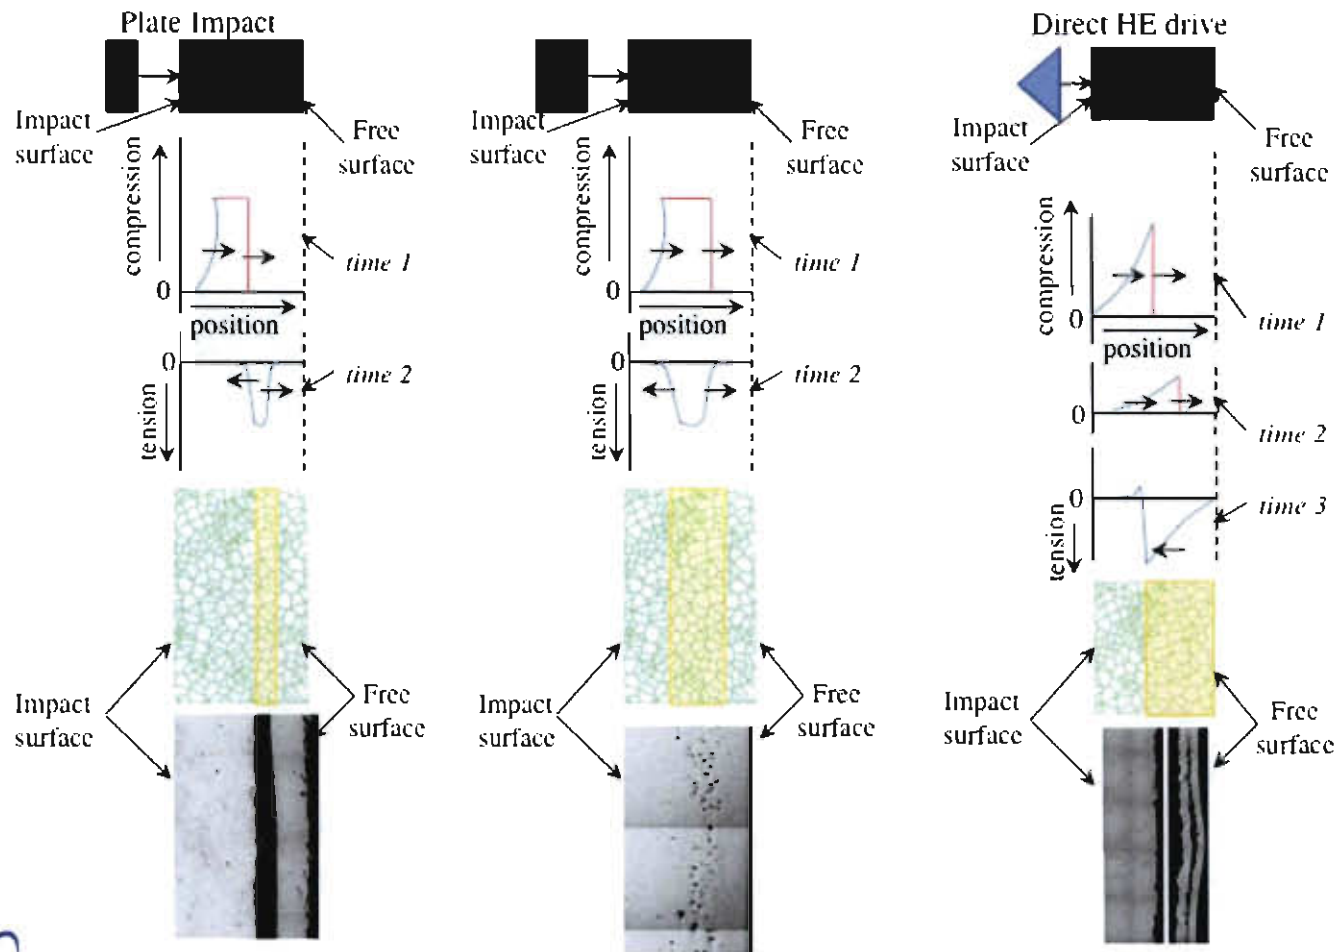 Plate Impact
Impact
surface
Free
surface
compression
0
time 1
position
0
time 2
tension
Impact
surface
Free
surface
Impact
surface
Free
surface
compression
0
time 1
position
0
time 2
tension
Impact
surface
Free
surface
Direct HE drive
Impact
surface
Free
surface
compression
0
time 1
position
0
time 2
0
time 3
tension
Impact
surface
Free
surface